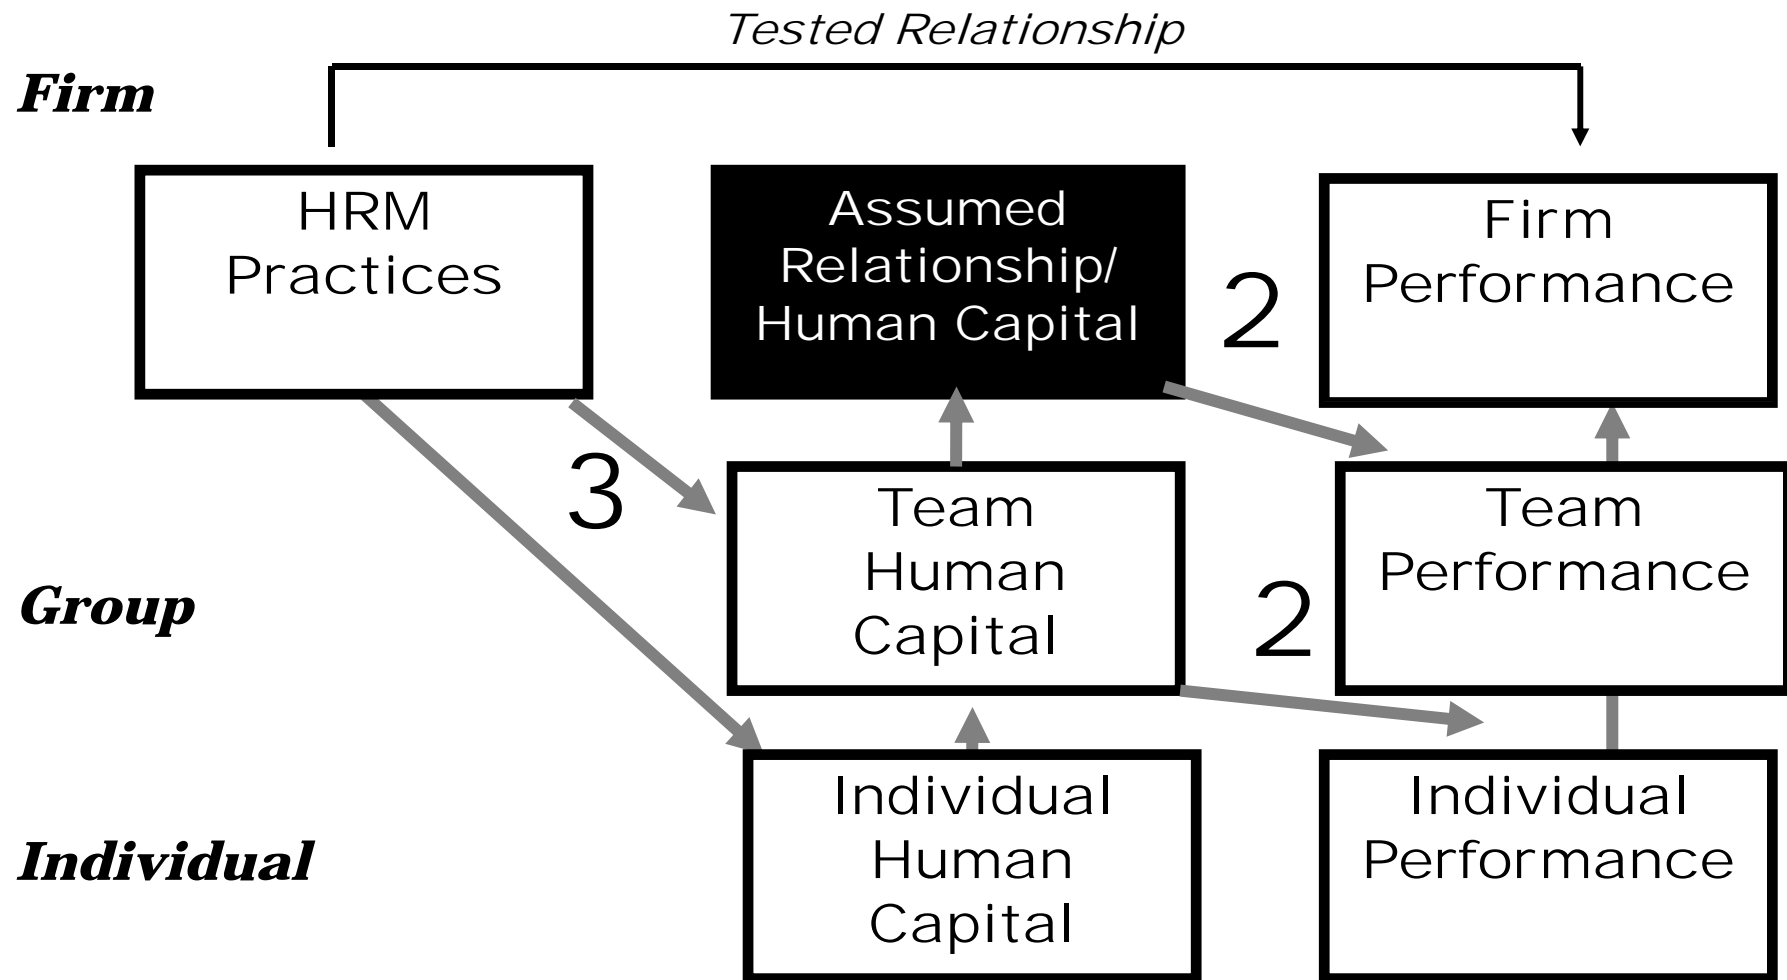 Tested Relationship
Firm
HRM
Practices
Assumed
Relationship/
Human Capital
2
Firm
Performance
3
Group
Team
Human
Capital
2
Team
Performance
Individual
Individual
Human
Capital
Individual
Performance